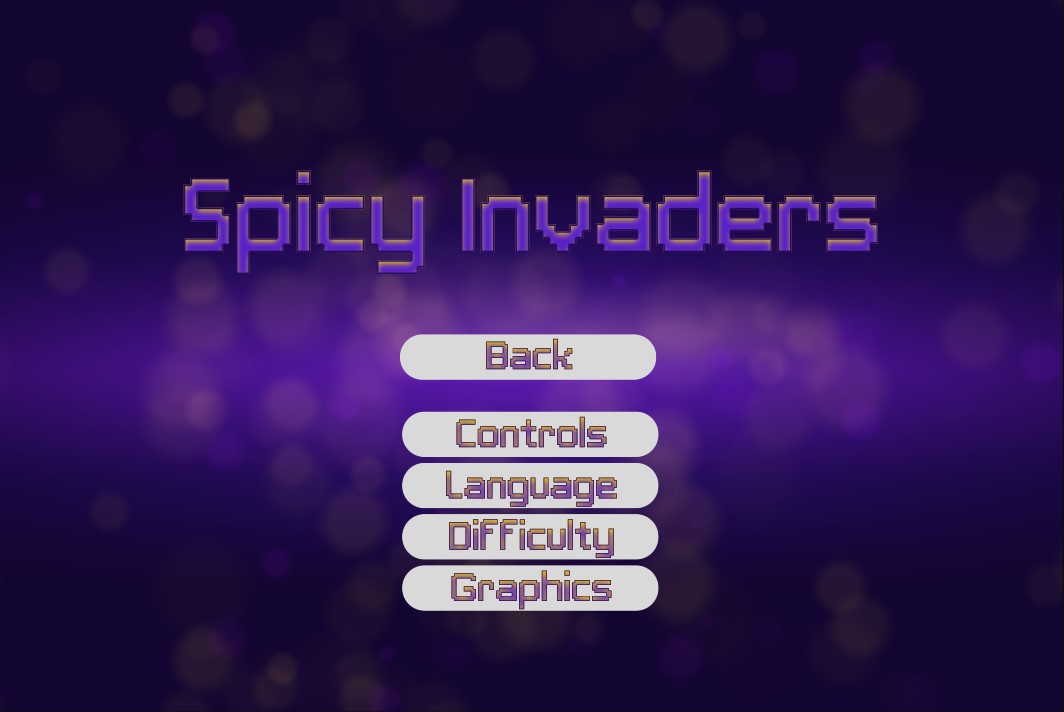 Spicy Invaders
Back
Controls
Language
Difficulty
Graphics